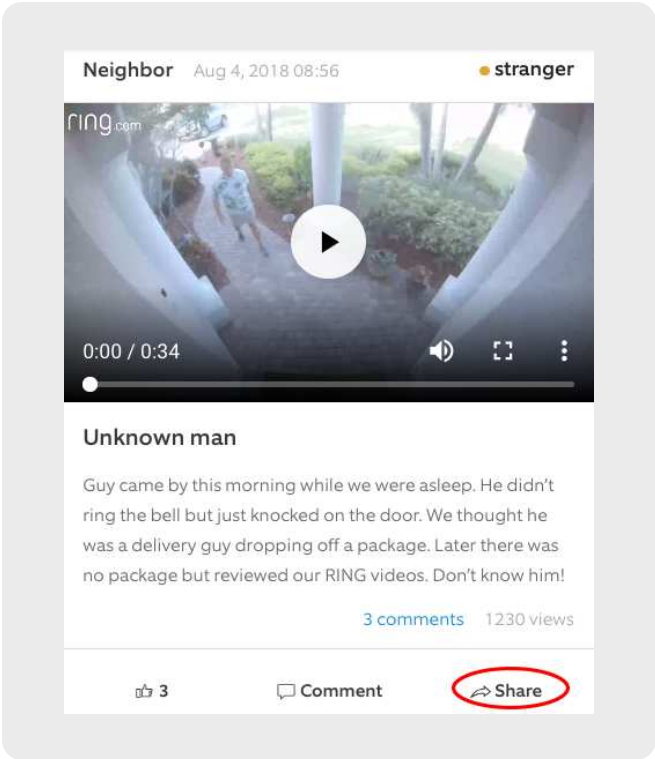 Neighbor Aug 4, 2018 08:56 stranger
ring.com
0:00 / 0:34
Unknown man
Guy came by this morning while we were asleep. He didn't
ring the bell but just knocked on the door. We thought he
was a delivery guy dropping off a package. Later there was
no package but reviewed our RING videos. Don't know him!
3 comments 1230 views
3 Comment Share